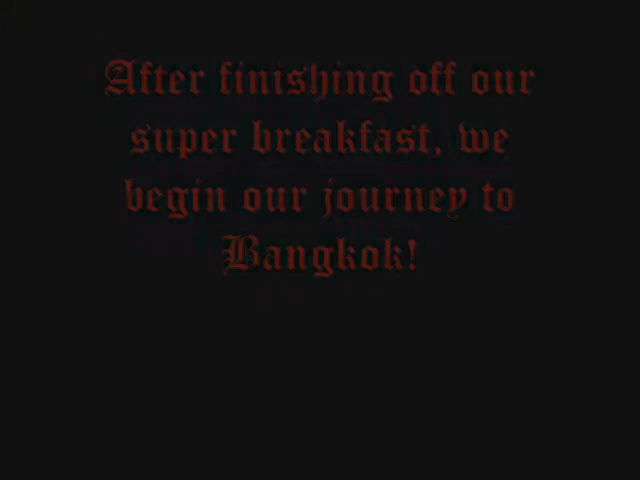 After finishing off our
super breakfast, we
begin our journey to
Bangkok!